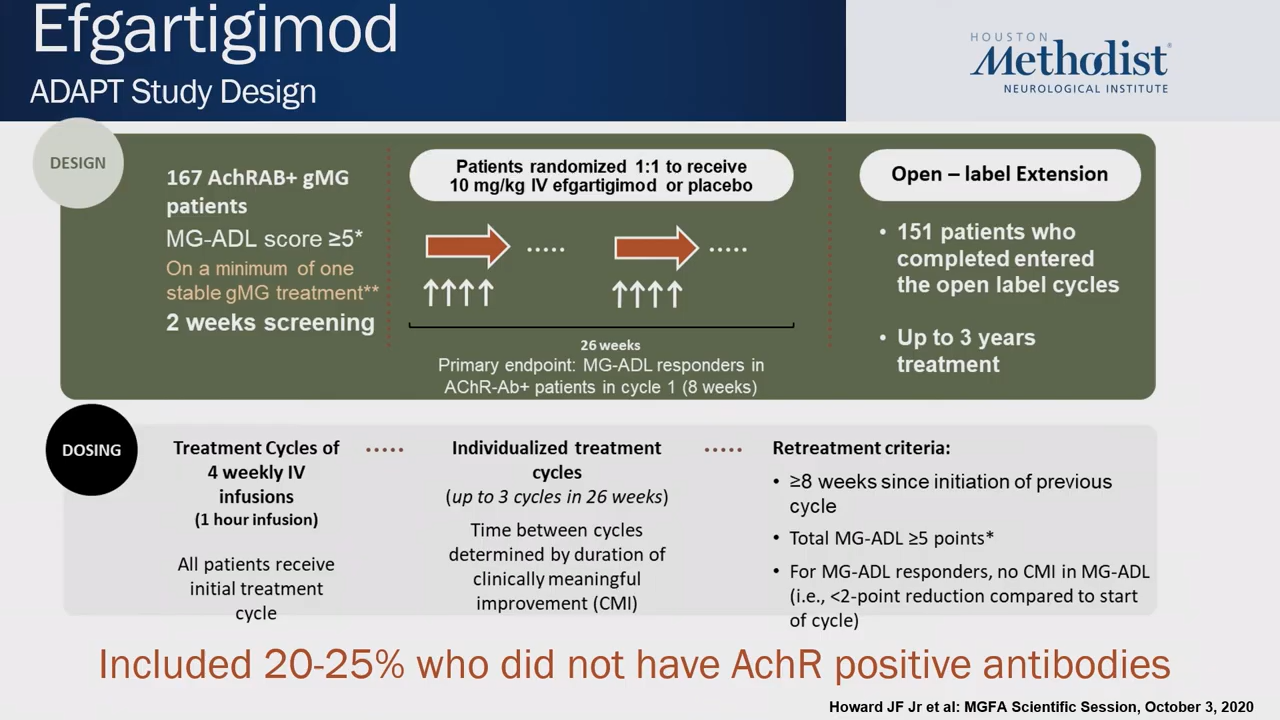 Efgartigimod
ADAPT Study Design
HOUSTON
Methodist®
NEUROLOGICAL INSTITUTE
DESIGN
167 AchRAB+ gMG
patients
MG-ADL score ≥5*
On a minimum of one
stable gMG treatment**
2 weeks screening
Patients randomized 1:1 to receive
10 mg/kg IV efgartigimod or placebo
26 weeks
Primary endpoint: MG-ADL responders in
AChR-Ab+ patients in cycle 1 (8 weeks)
Open – label Extension
• 151 patients who
completed entered
the open label cycles
• Up to 3 years
treatment
DOSING
Treatment Cycles of
4 weekly IV
infusions
(1 hour infusion)
All patients receive
initial treatment
cycle
Individualized treatment
cycles
(up to 3 cycles in 26 weeks)
Time between cycles
determined by duration of
clinically meaningful
improvement (CMI)
Retreatment criteria:
• ≥8 weeks since initiation of previous
cycle
• Total MG-ADL ≥5 points*
• For MG-ADL responders, no CMI in MG-ADL
(i.e., <2-point reduction compared to start
of cycle)
Included 20-25% who did not have AchR positive antibodies
Howard JF Jr et al: MGFA Scientific Session, October 3, 2020